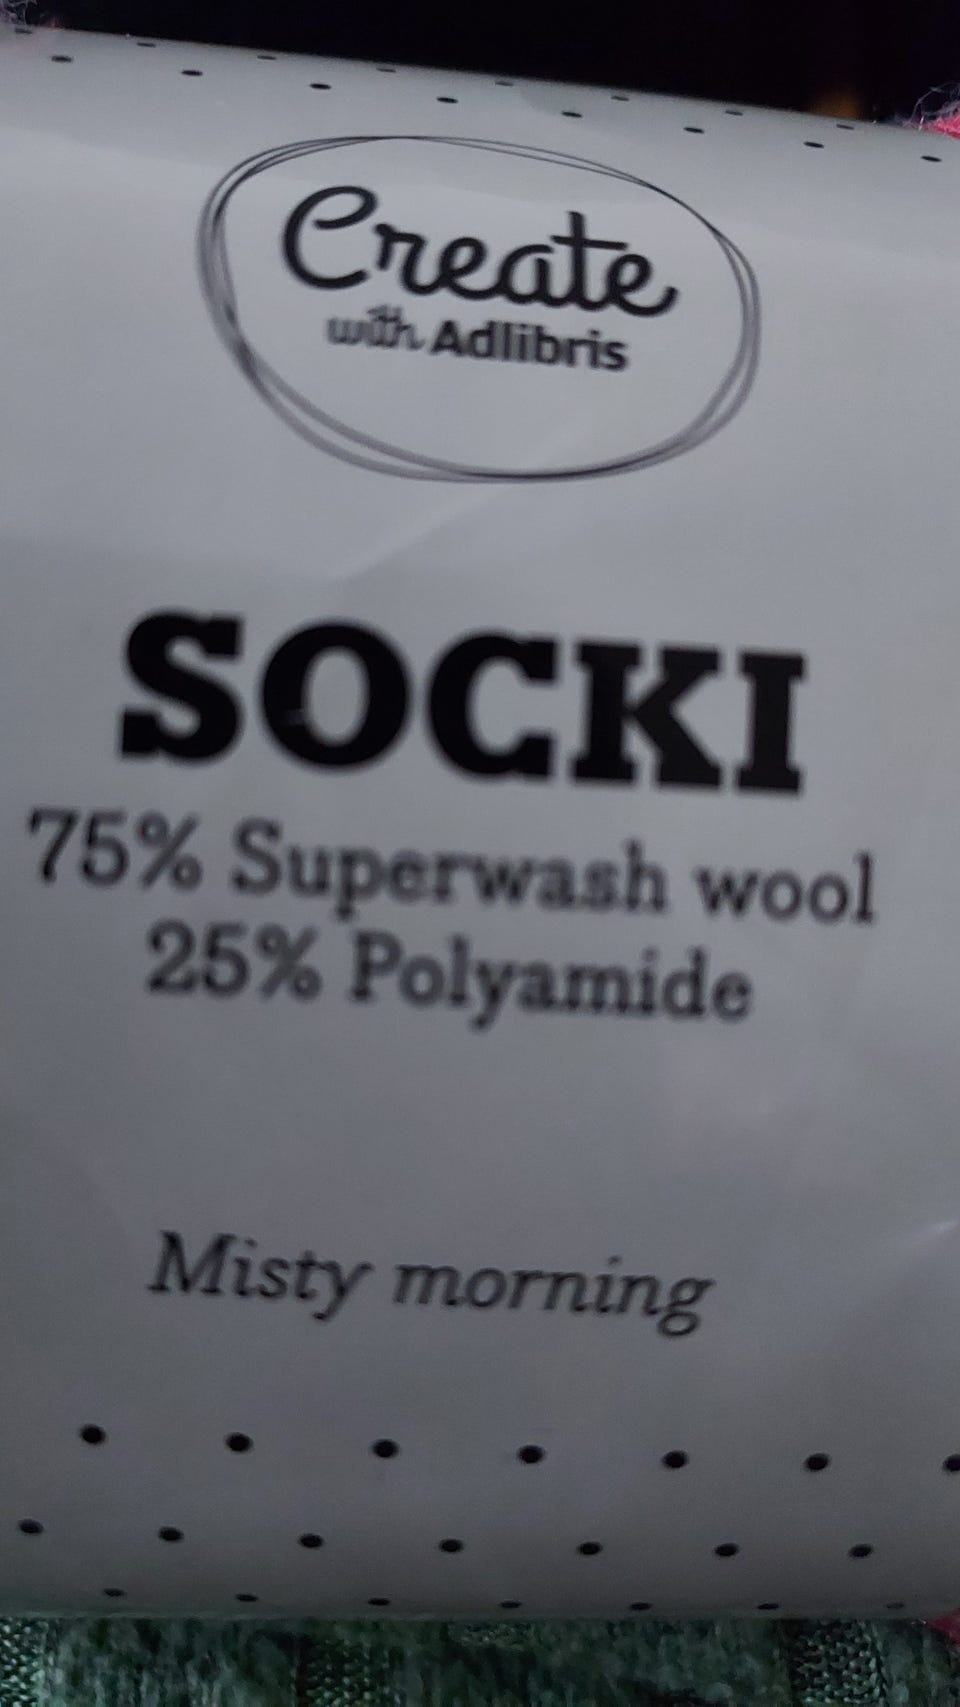 Create
with Adlibris
SOCKI
75% Superwash wool
25% Polyamide
Misty morning